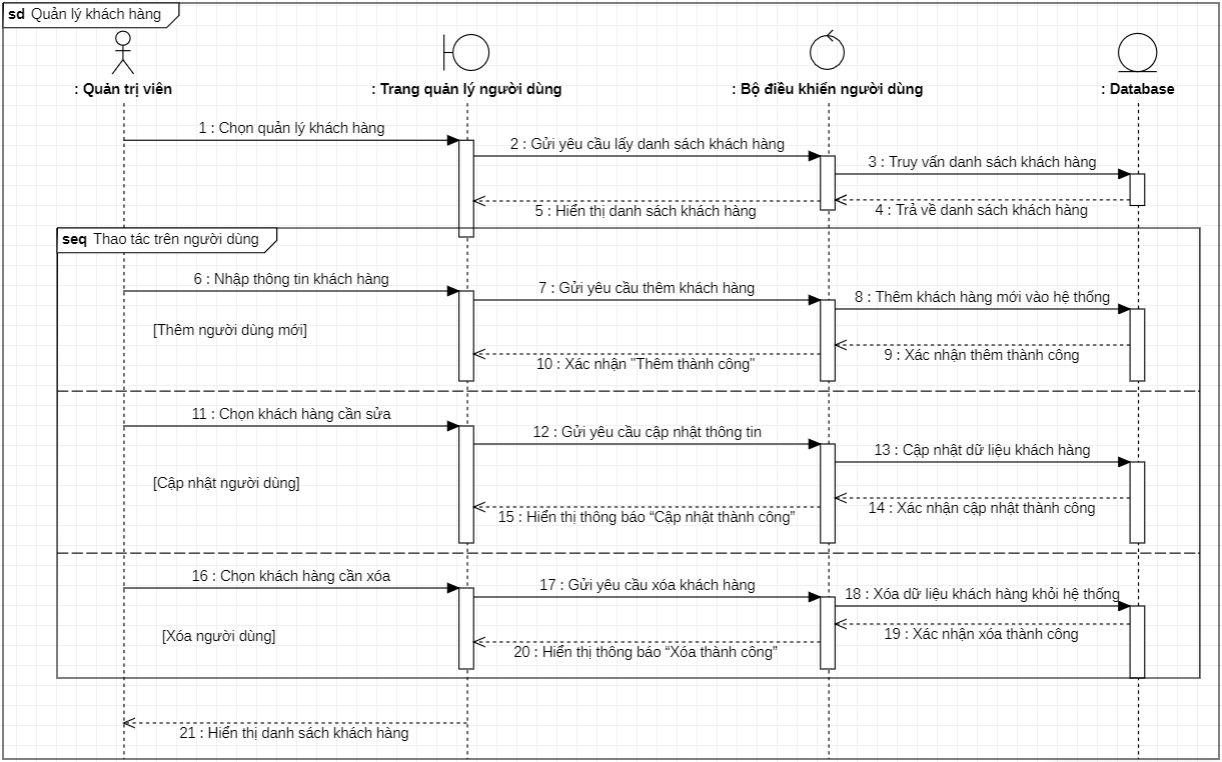 sd Quản lý khách hàng
: Quản trị viên
: Trang quản lý người dùng
: Bộ điều khiển người dùng
: Database
1 : Chọn quản lý khách hàng
2 : Gửi yêu cầu lấy danh sách khách hàng
3 : Truy vấn danh sách khách hàng
4 : Trả về danh sách khách hàng
5 : Hiển thị danh sách khách hàng
seq Thao tác trên người dùng
6 : Nhập thông tin khách hàng
7 : Gửi yêu cầu thêm khách hàng
8 : Thêm khách hàng mới vào hệ thống
[Thêm người dùng mới]
9 : Xác nhận thêm thành công
10 : Xác nhận "Thêm thành công"
11 : Chọn khách hàng cần sửa
12 : Gửi yêu cầu cập nhật thông tin
13 : Cập nhật dữ liệu khách hàng
[Cập nhật người dùng]
14 : Xác nhận cập nhật thành công
15 : Hiển thị thông báo “Cập nhật thành công”
16 : Chọn khách hàng cần xóa
17 : Gửi yêu cầu xóa khách hàng
18 : Xóa dữ liệu khách hàng khỏi hệ thống
[Xóa người dùng]
19 : Xác nhận xóa thành công
20 : Hiển thị thông báo “Xóa thành công”
21 : Hiển thị danh sách khách hàng